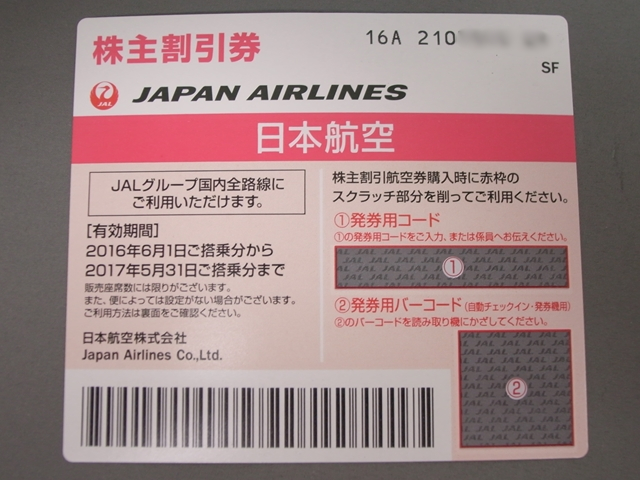 株主割引券
16A 210
SF
JAL
JAPAN AIRLINES
日本航空
JALグループ国内全路線に
ご利用いただけます。
[有効期間]
2016年6月1日ご搭乗分から
2017年5月31日ご搭乗分まで
販売座席数には限りがございます。
また、便によっては設定がない場合がございます。
ご利用方法は裏面をご確認ください。
日本航空株式会社
Japan Airlines Co.,Ltd.
株主割引航空券購入時に赤枠の
スクラッチ部分を削ってご利用ください。
①発券用コード
①の発券用コードをご入力、または係員へお伝えください。
①
②発券用バーコード(自動チェックイン・発券機用)
②のバーコードを読み取り機にかざしてください。
②